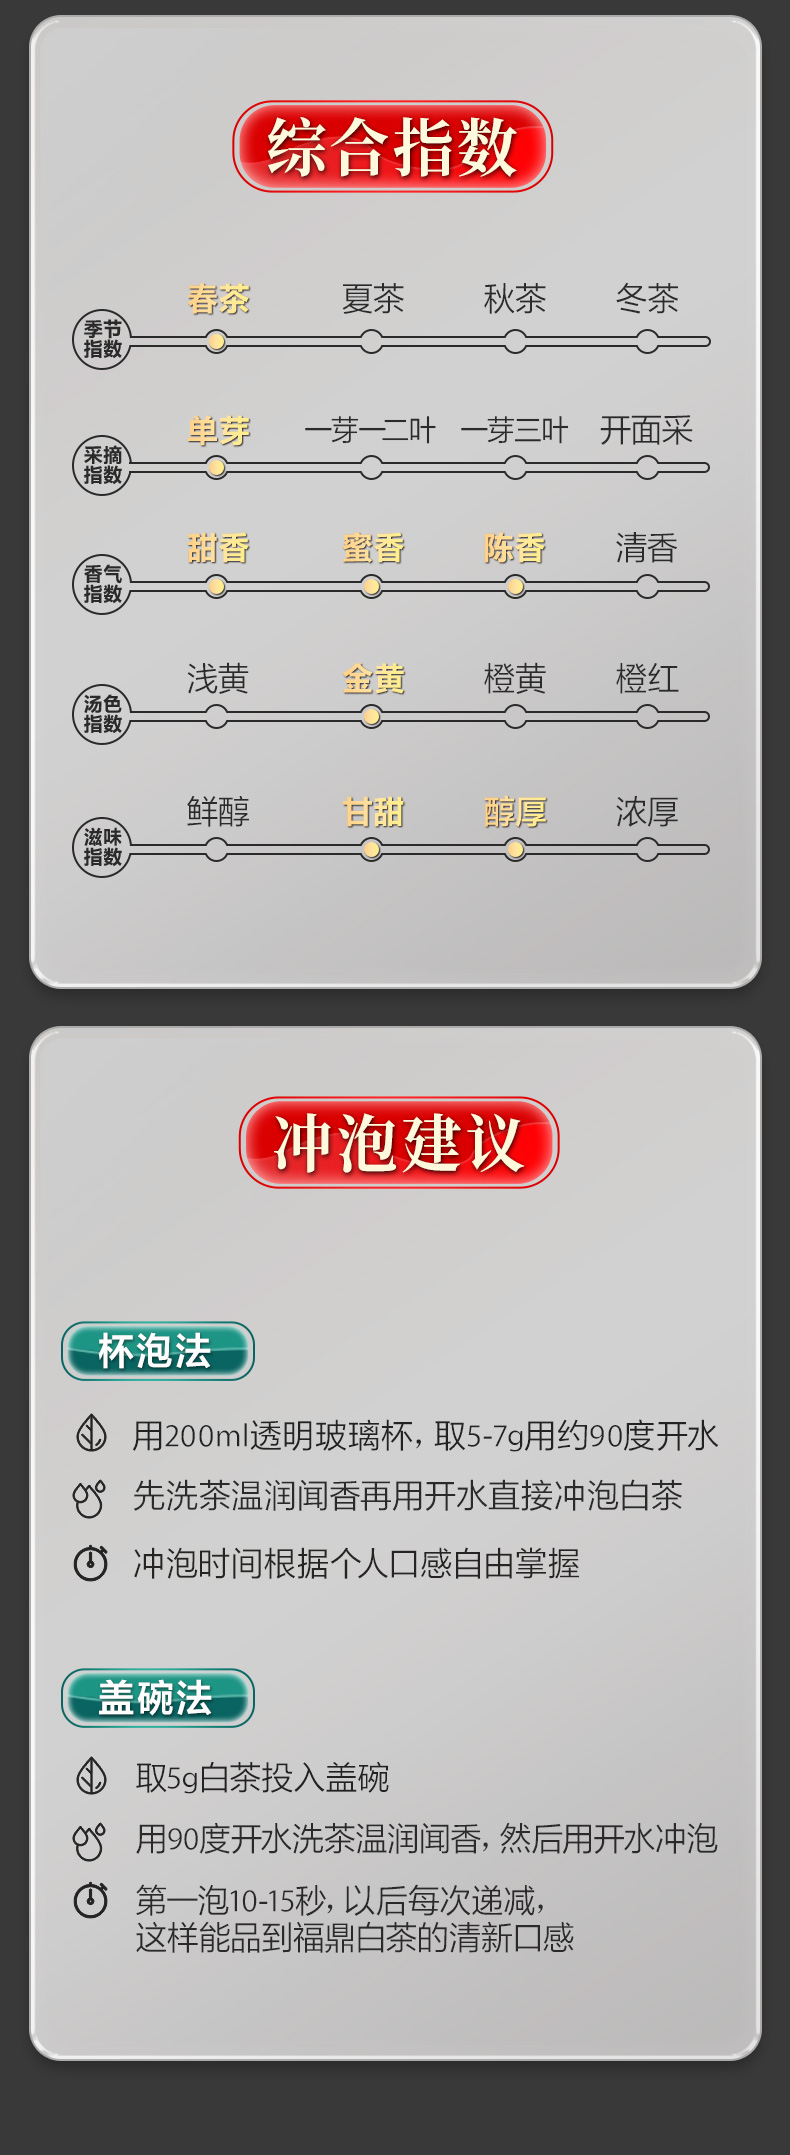 综合指数
春茶 夏茶 秋茶 冬茶
季节
指数
单芽 一芽一二叶 一芽三叶 开面采
采摘
指数
甜香 蜜香 陈香 清香
香气
指数
浅黄 金黄 橙黄 橙红
汤色
指数
鲜醇 甘甜 醇厚 浓厚
滋味
指数
冲泡建议
杯泡法
用200ml透明玻璃杯，取5-7g用约90度开水
先洗茶温润闻香再用开水直接冲泡白茶
冲泡时间根据个人口感自由掌握
盖碗法
取5g白茶投入盖碗
用90度开水洗茶温润闻香，然后用开水冲泡
第一泡10-15秒，以后每次递减，
这样能品到福鼎白茶的清新口感